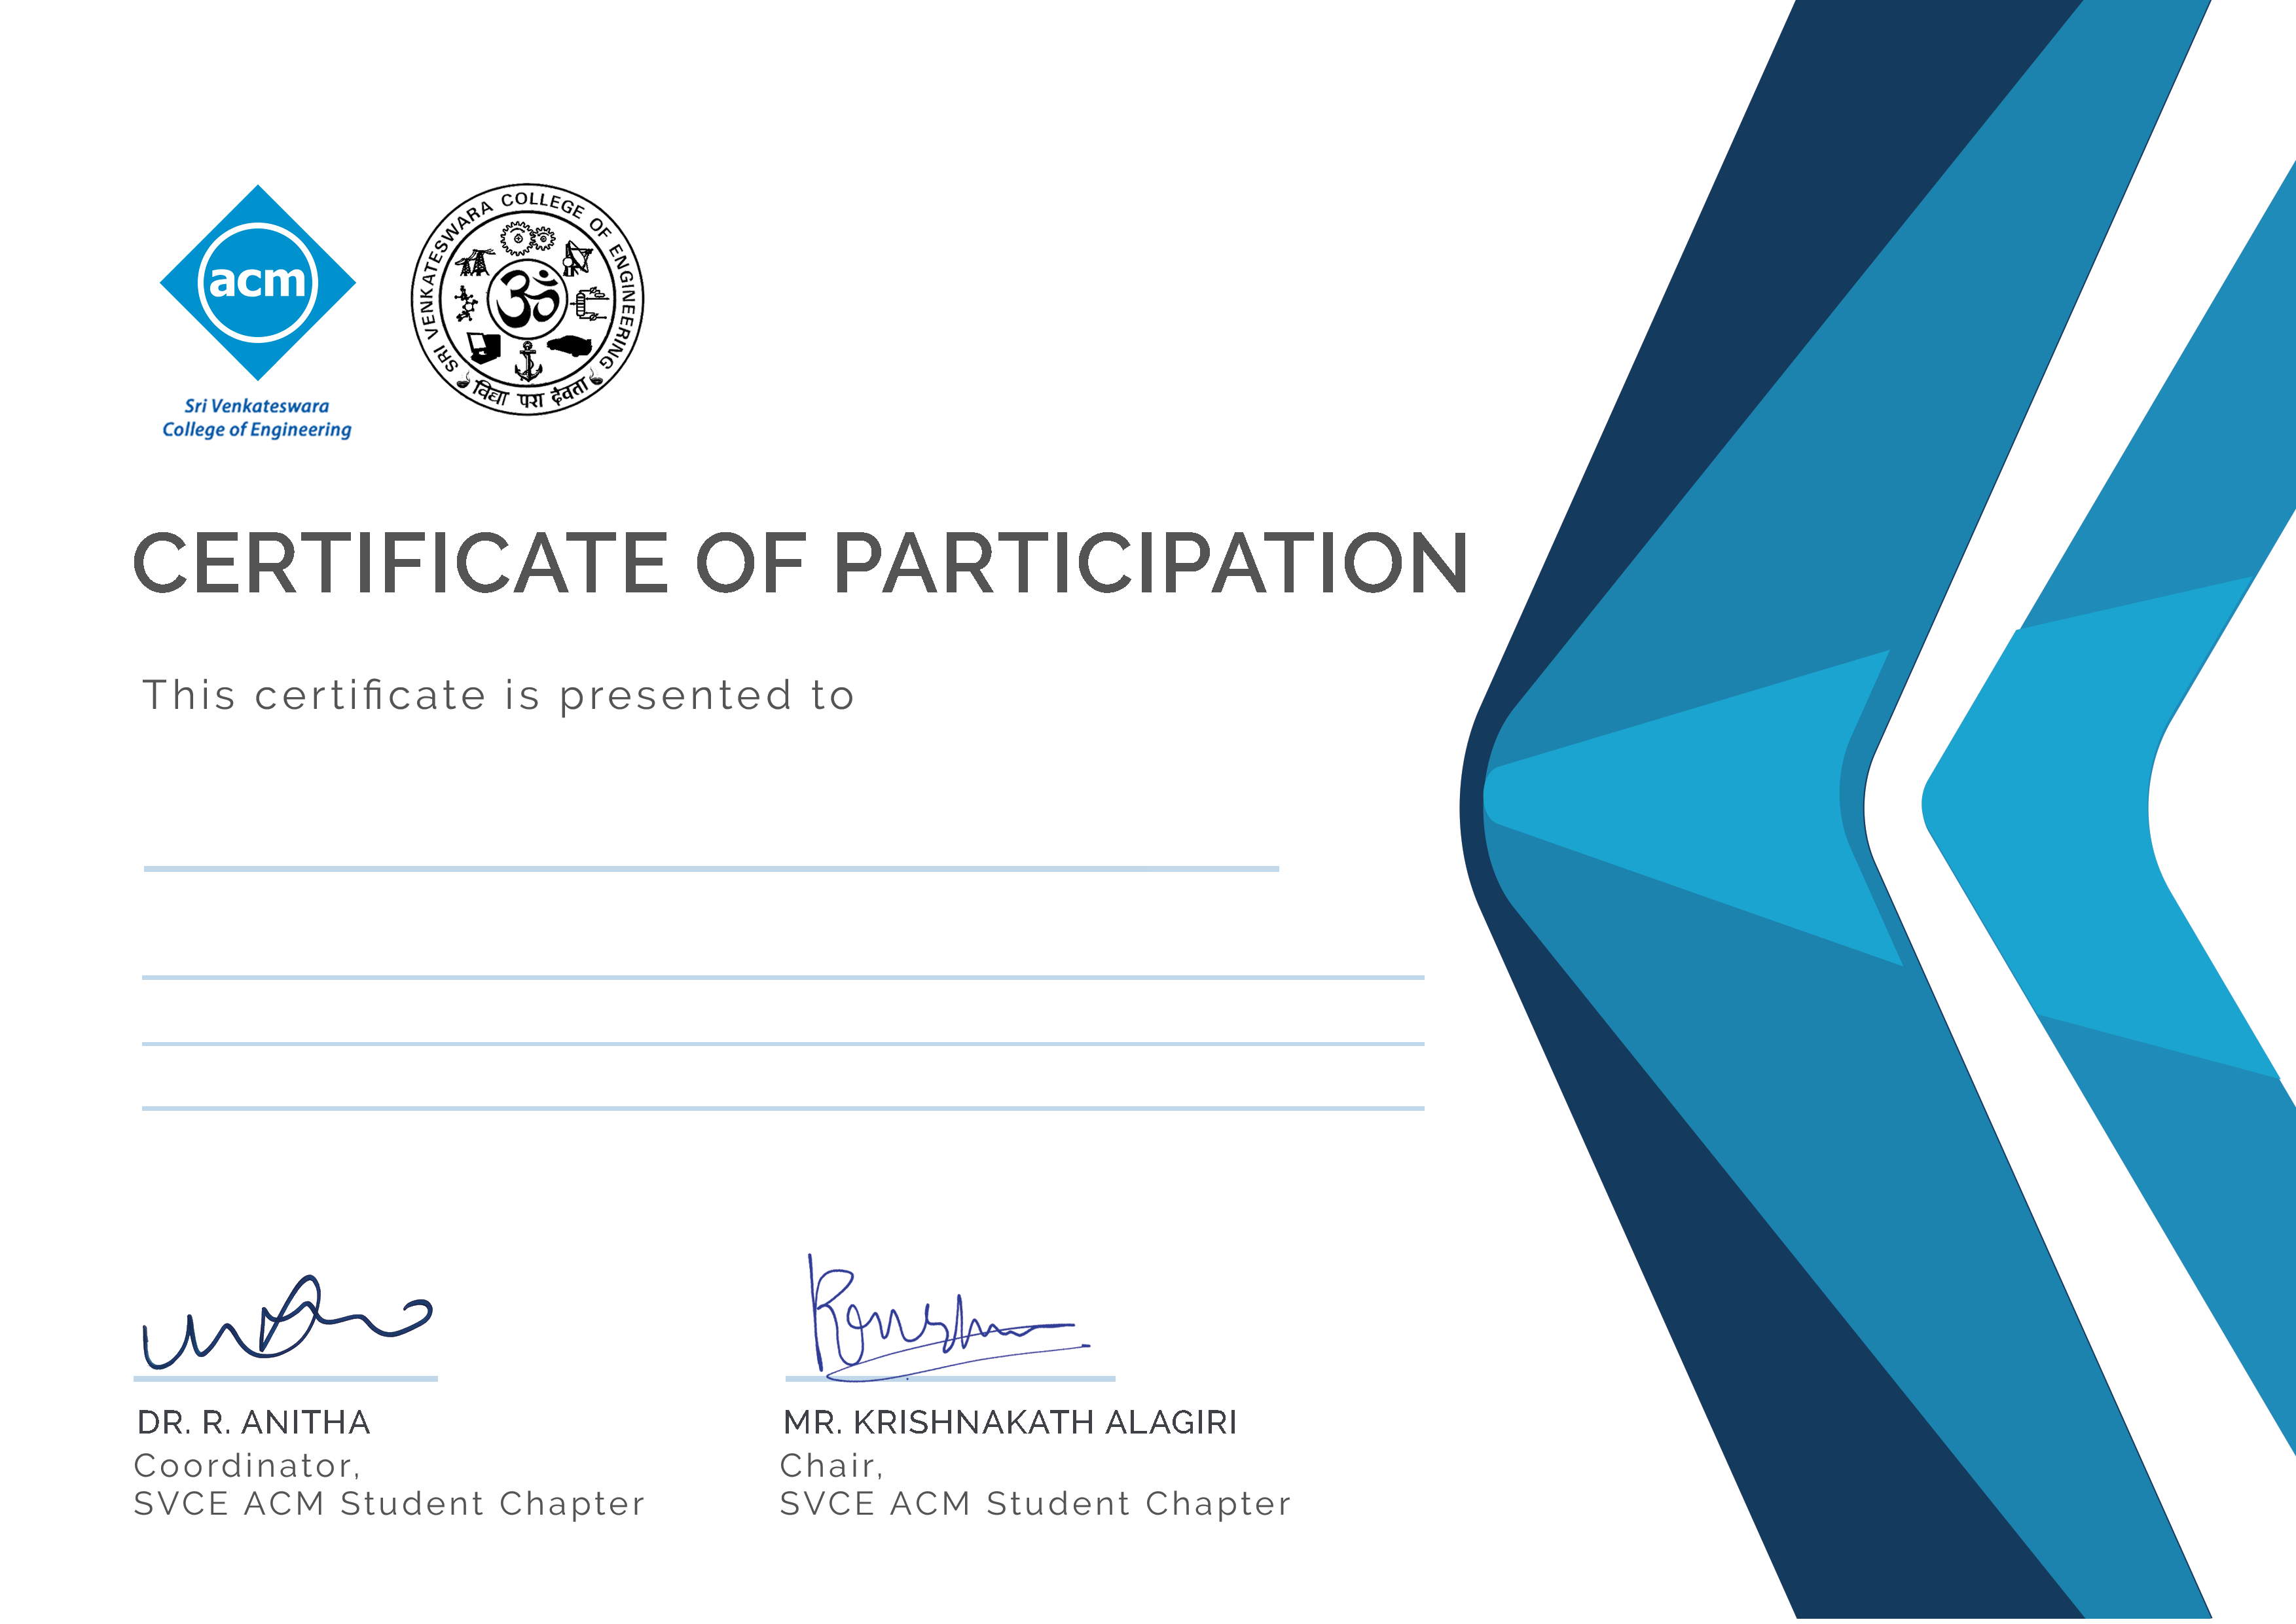 acm
Sri Venkateswara
College of Engineering
SRI VENKATESWARA COLLEGE OF ENGINEERING
विद्या परा देवता
CERTIFICATE OF PARTICIPATION
This certificate is presented to
DR. R. ANITHA
Coordinator,
SVCE ACM Student Chapter
MR. KRISHNAKATH ALAGIRI
Chair,
SVCE ACM Student Chapter